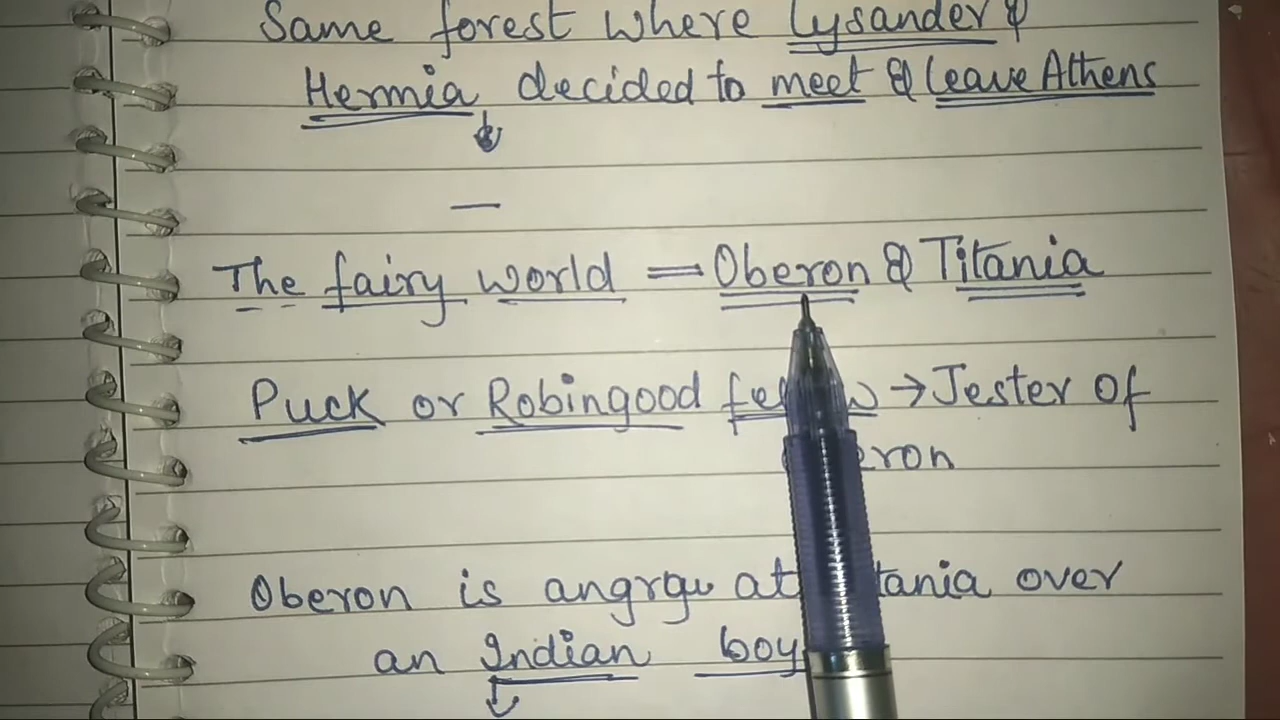 Same forest where Lysander &
Hermia decided to meet & leave Athens
The fairy world = Oberon & Titania
Puck or Robingood → Jester of
Oberon is angrgu at over
an Indian boy